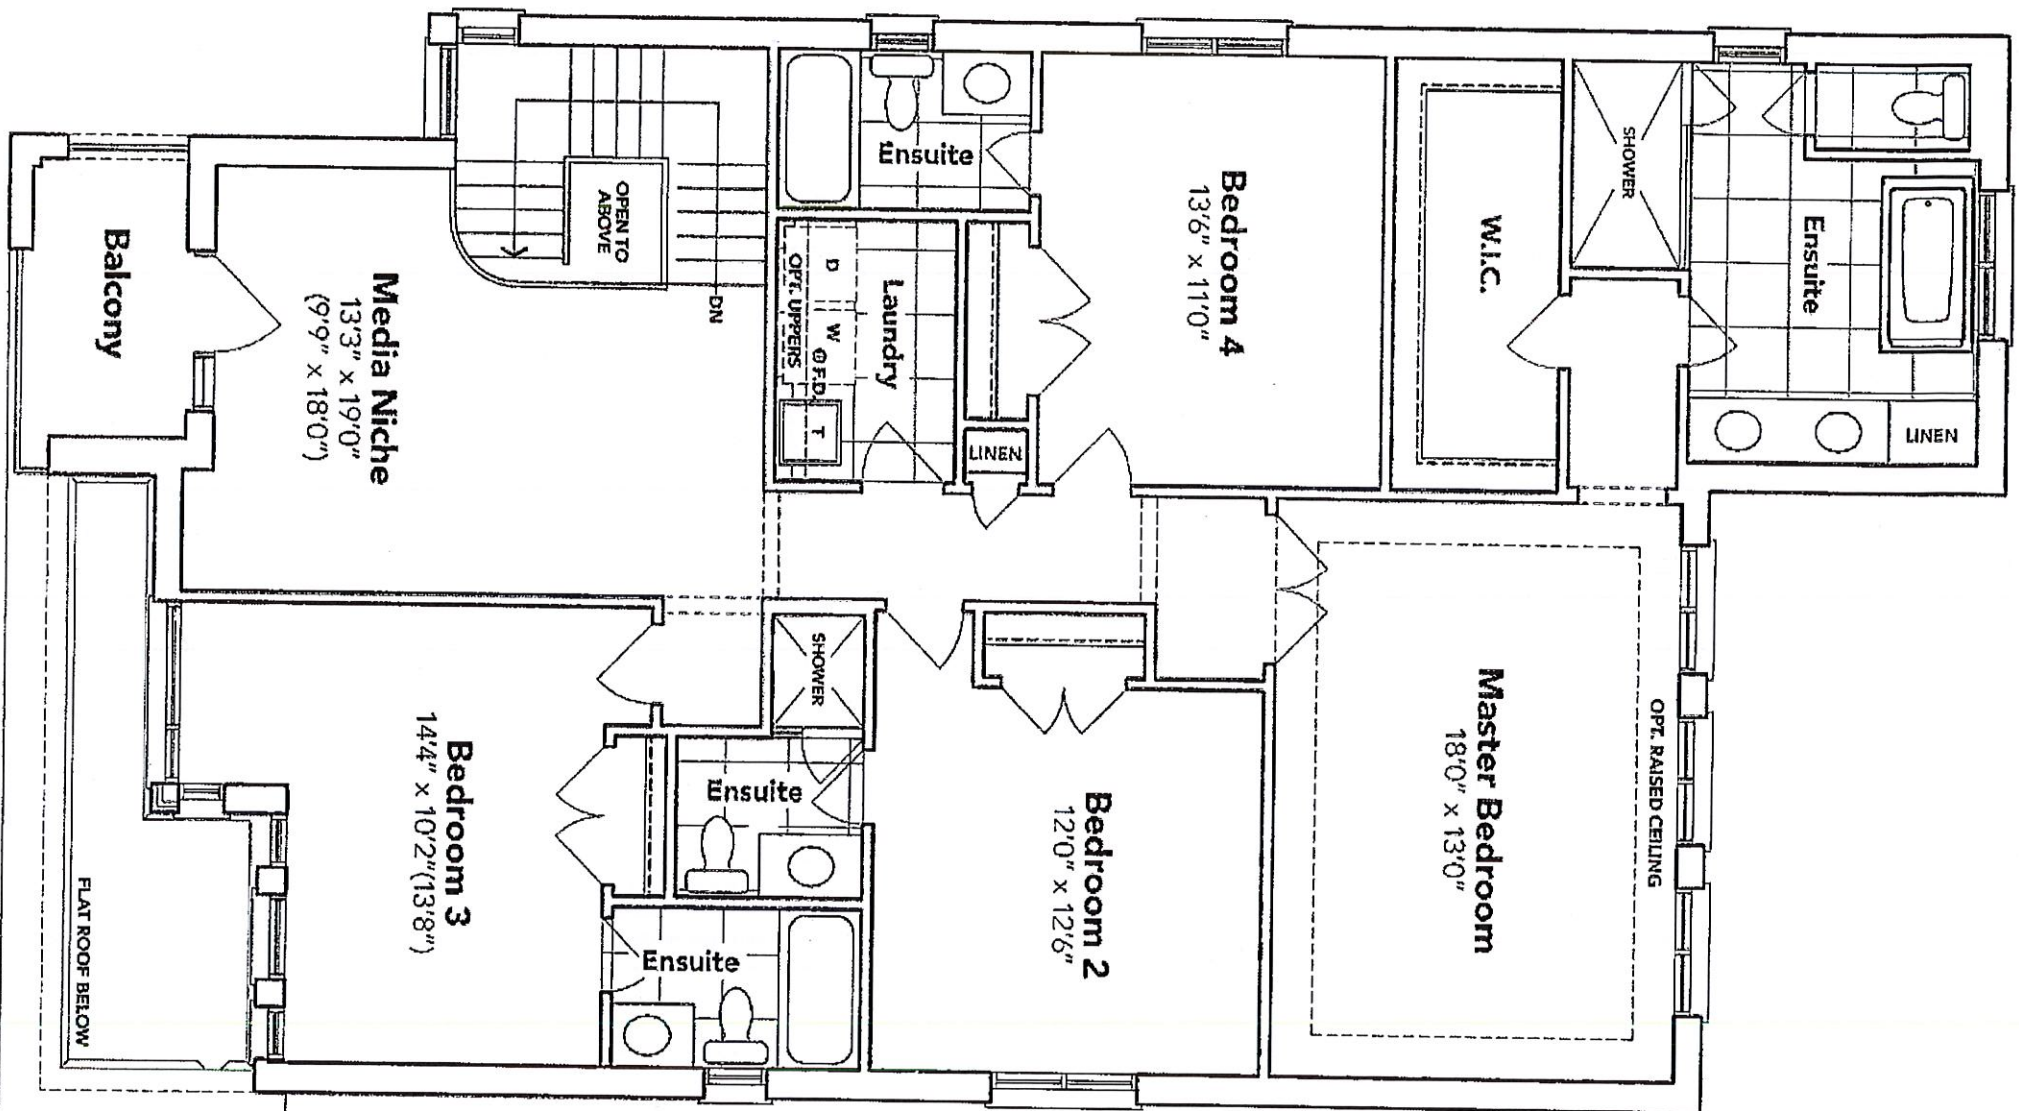 Balcony
Media Niche
13'3" x 19'0"
(9'9" x 18'0")
OPEN TO
ABOVE
DN
Ensuite
Laundry
D
W
F.D.
OPT. UPPERS
T
LINEN
Bedroom 4
13'6" x 11'0"
W.I.C.
SHOWER
Ensuite
LINEN
Master Bedroom
18'0" x 13'0"
OPT. RAISED CEILING
Bedroom 2
12'0" x 12'6"
SHOWER
Ensuite
Ensuite
Bedroom 3
14'4" x 10'2"(13'8")
FLAT ROOF BELOW